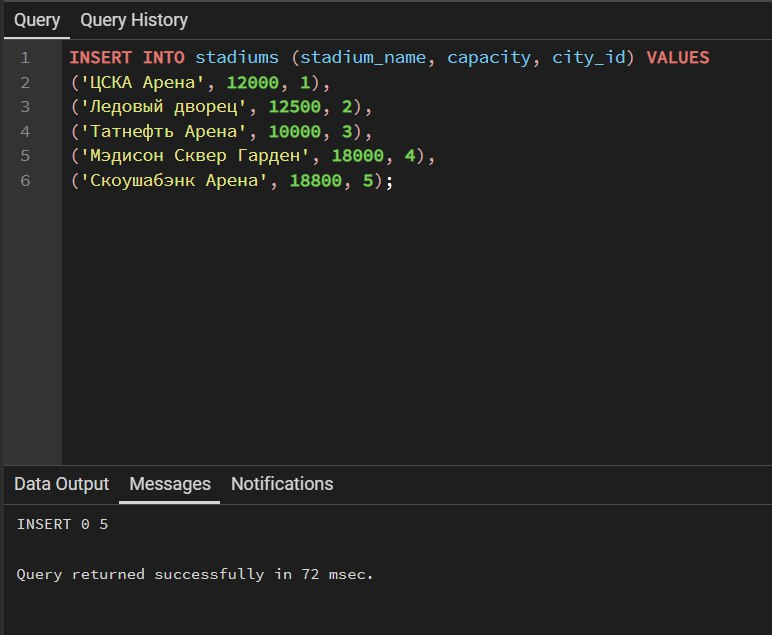 Query Query History
1 INSERT INTO stadiums (stadium_name, capacity, city_id) VALUES
2 ('ЦСКА Арена', 12000, 1),
3 ('Ледовый дворец', 12500, 2),
4 ('Татнефть Арена', 10000, 3),
5 ('Мэдисон Сквер Гарден', 18000, 4),
6 ('Скоушабэнк Арена', 18800, 5);
Data Output Messages Notifications
INSERT 0 5
Query returned successfully in 72 msec.